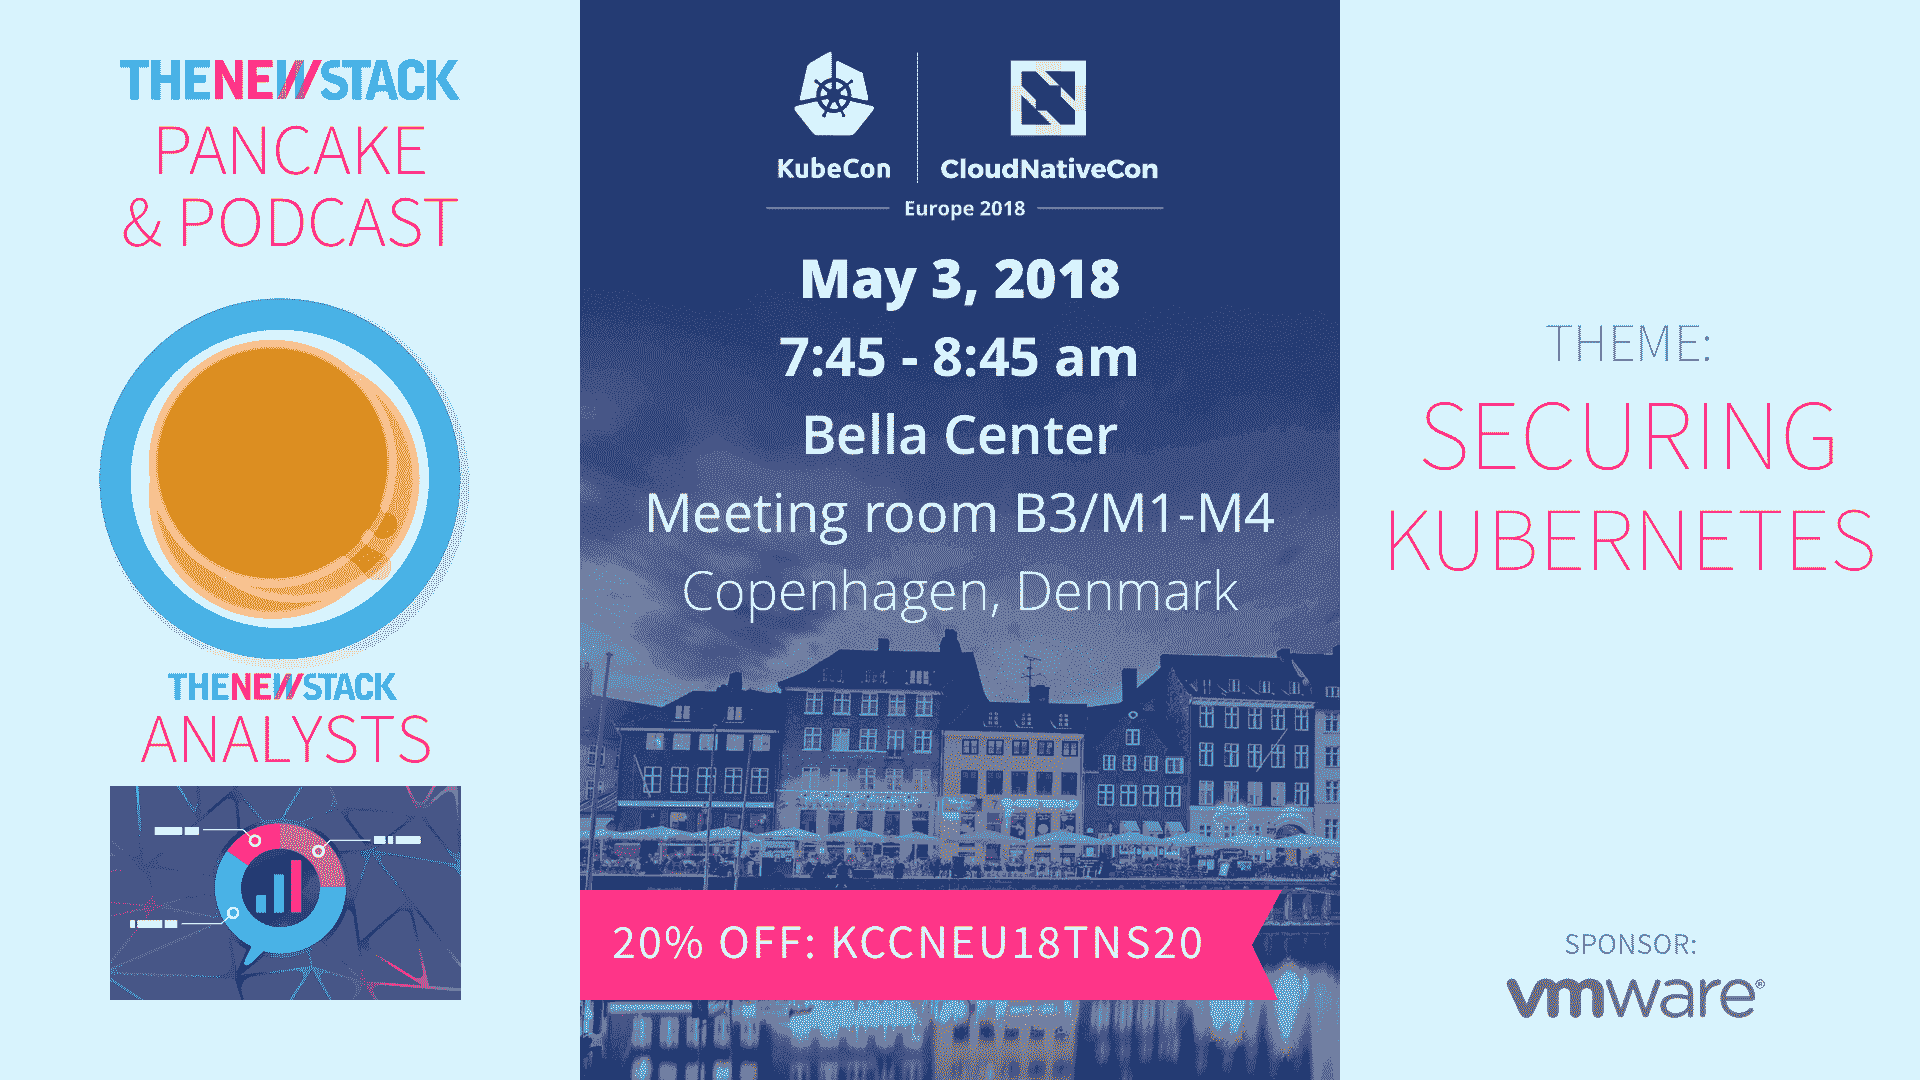 THENEWSTACK
PANCAKE
& PODCAST
THENEWSTACK
ANALYSTS
KubeCon
CloudNativeCon
Europe 2018
May 3, 2018
7:45 - 8:45 am
Bella Center
Meeting room B3/M1-M4
Copenhagen, Denmark
20% OFF: KCCNEU18TNS20
THEME:
SECURING
KUBERNETES
SPONSOR:
vmware®